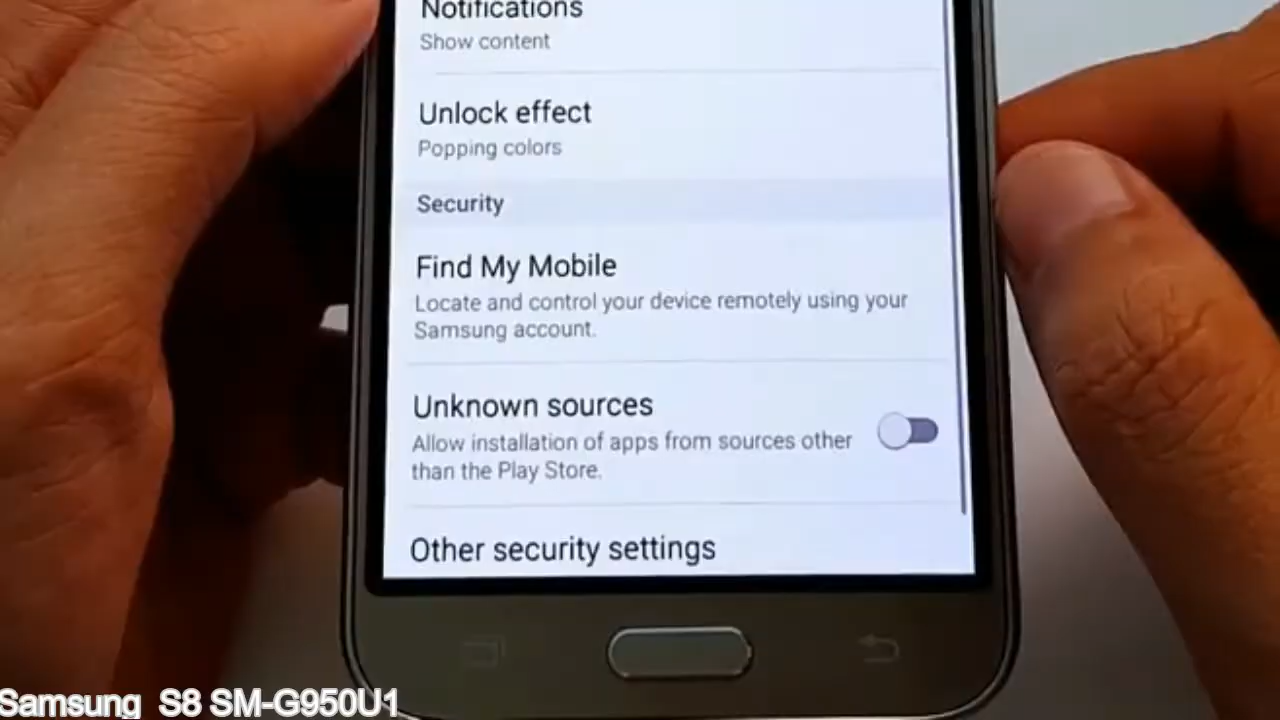 Notifications
Show content
Unlock effect
Popping colors
Security
Find My Mobile
Locate and control your device remotely using your
Samsung account.
Unknown sources
Allow installation of apps from sources other
than the Play Store.
Other security settings
Samsung S8 SM-G950U1